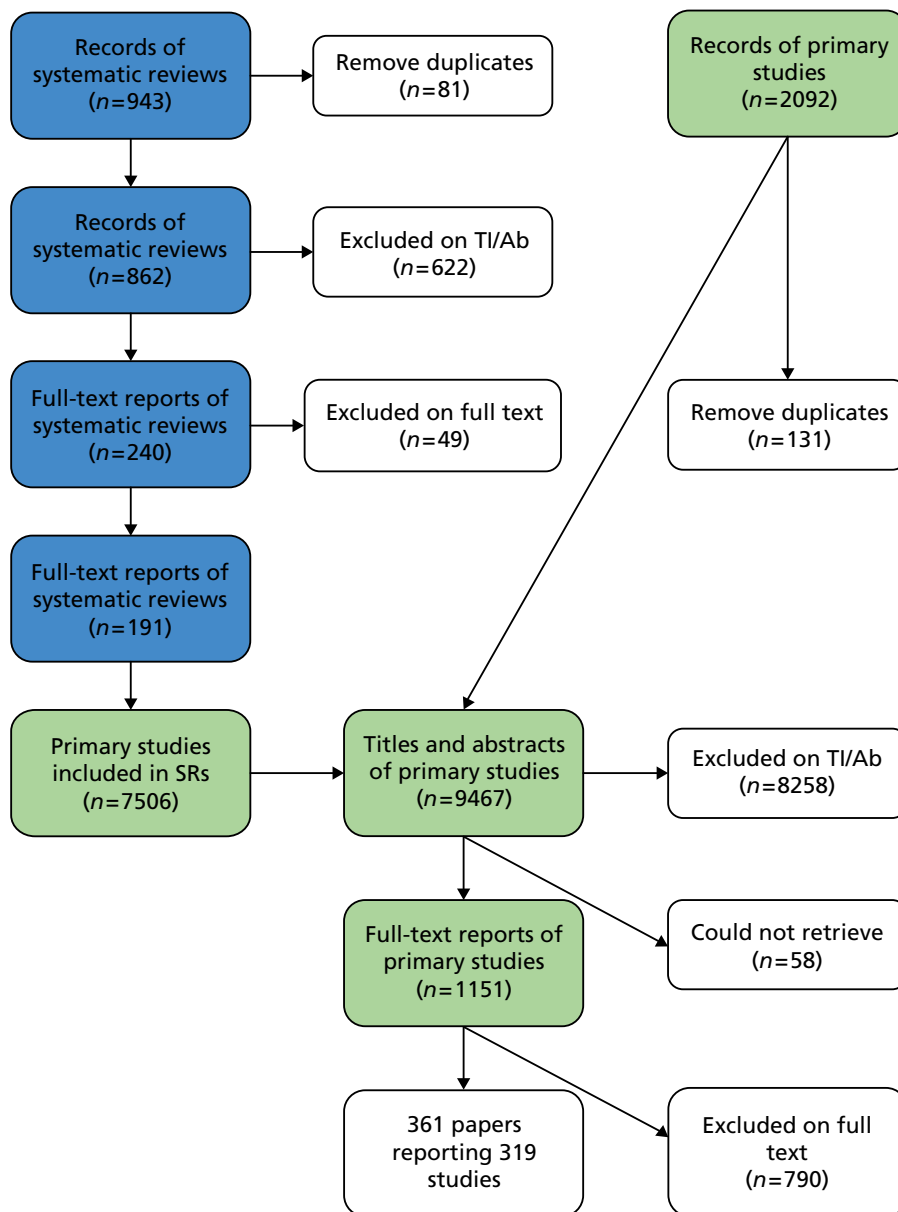 Records of
systematic reviews
(n=943)
Remove duplicates
(n=81)
Records of primary
studies
(n=2092)
Records of
systematic reviews
(n=862)
Excluded on TI/Ab
(n=622)
Full-text reports of
systematic reviews
(n=240)
Excluded on full text
(n=49)
Remove duplicates
(n=131)
Full-text reports of
systematic reviews
(n=191)
Primary studies
included in SRs
(n=7506)
Titles and abstracts
of primary studies
(n=9467)
Excluded on TI/Ab
(n=8258)
Full-text reports of
primary studies
(n=1151)
Could not retrieve
(n=58)
361 papers
reporting 319
studies
Excluded on full
text
(n=790)